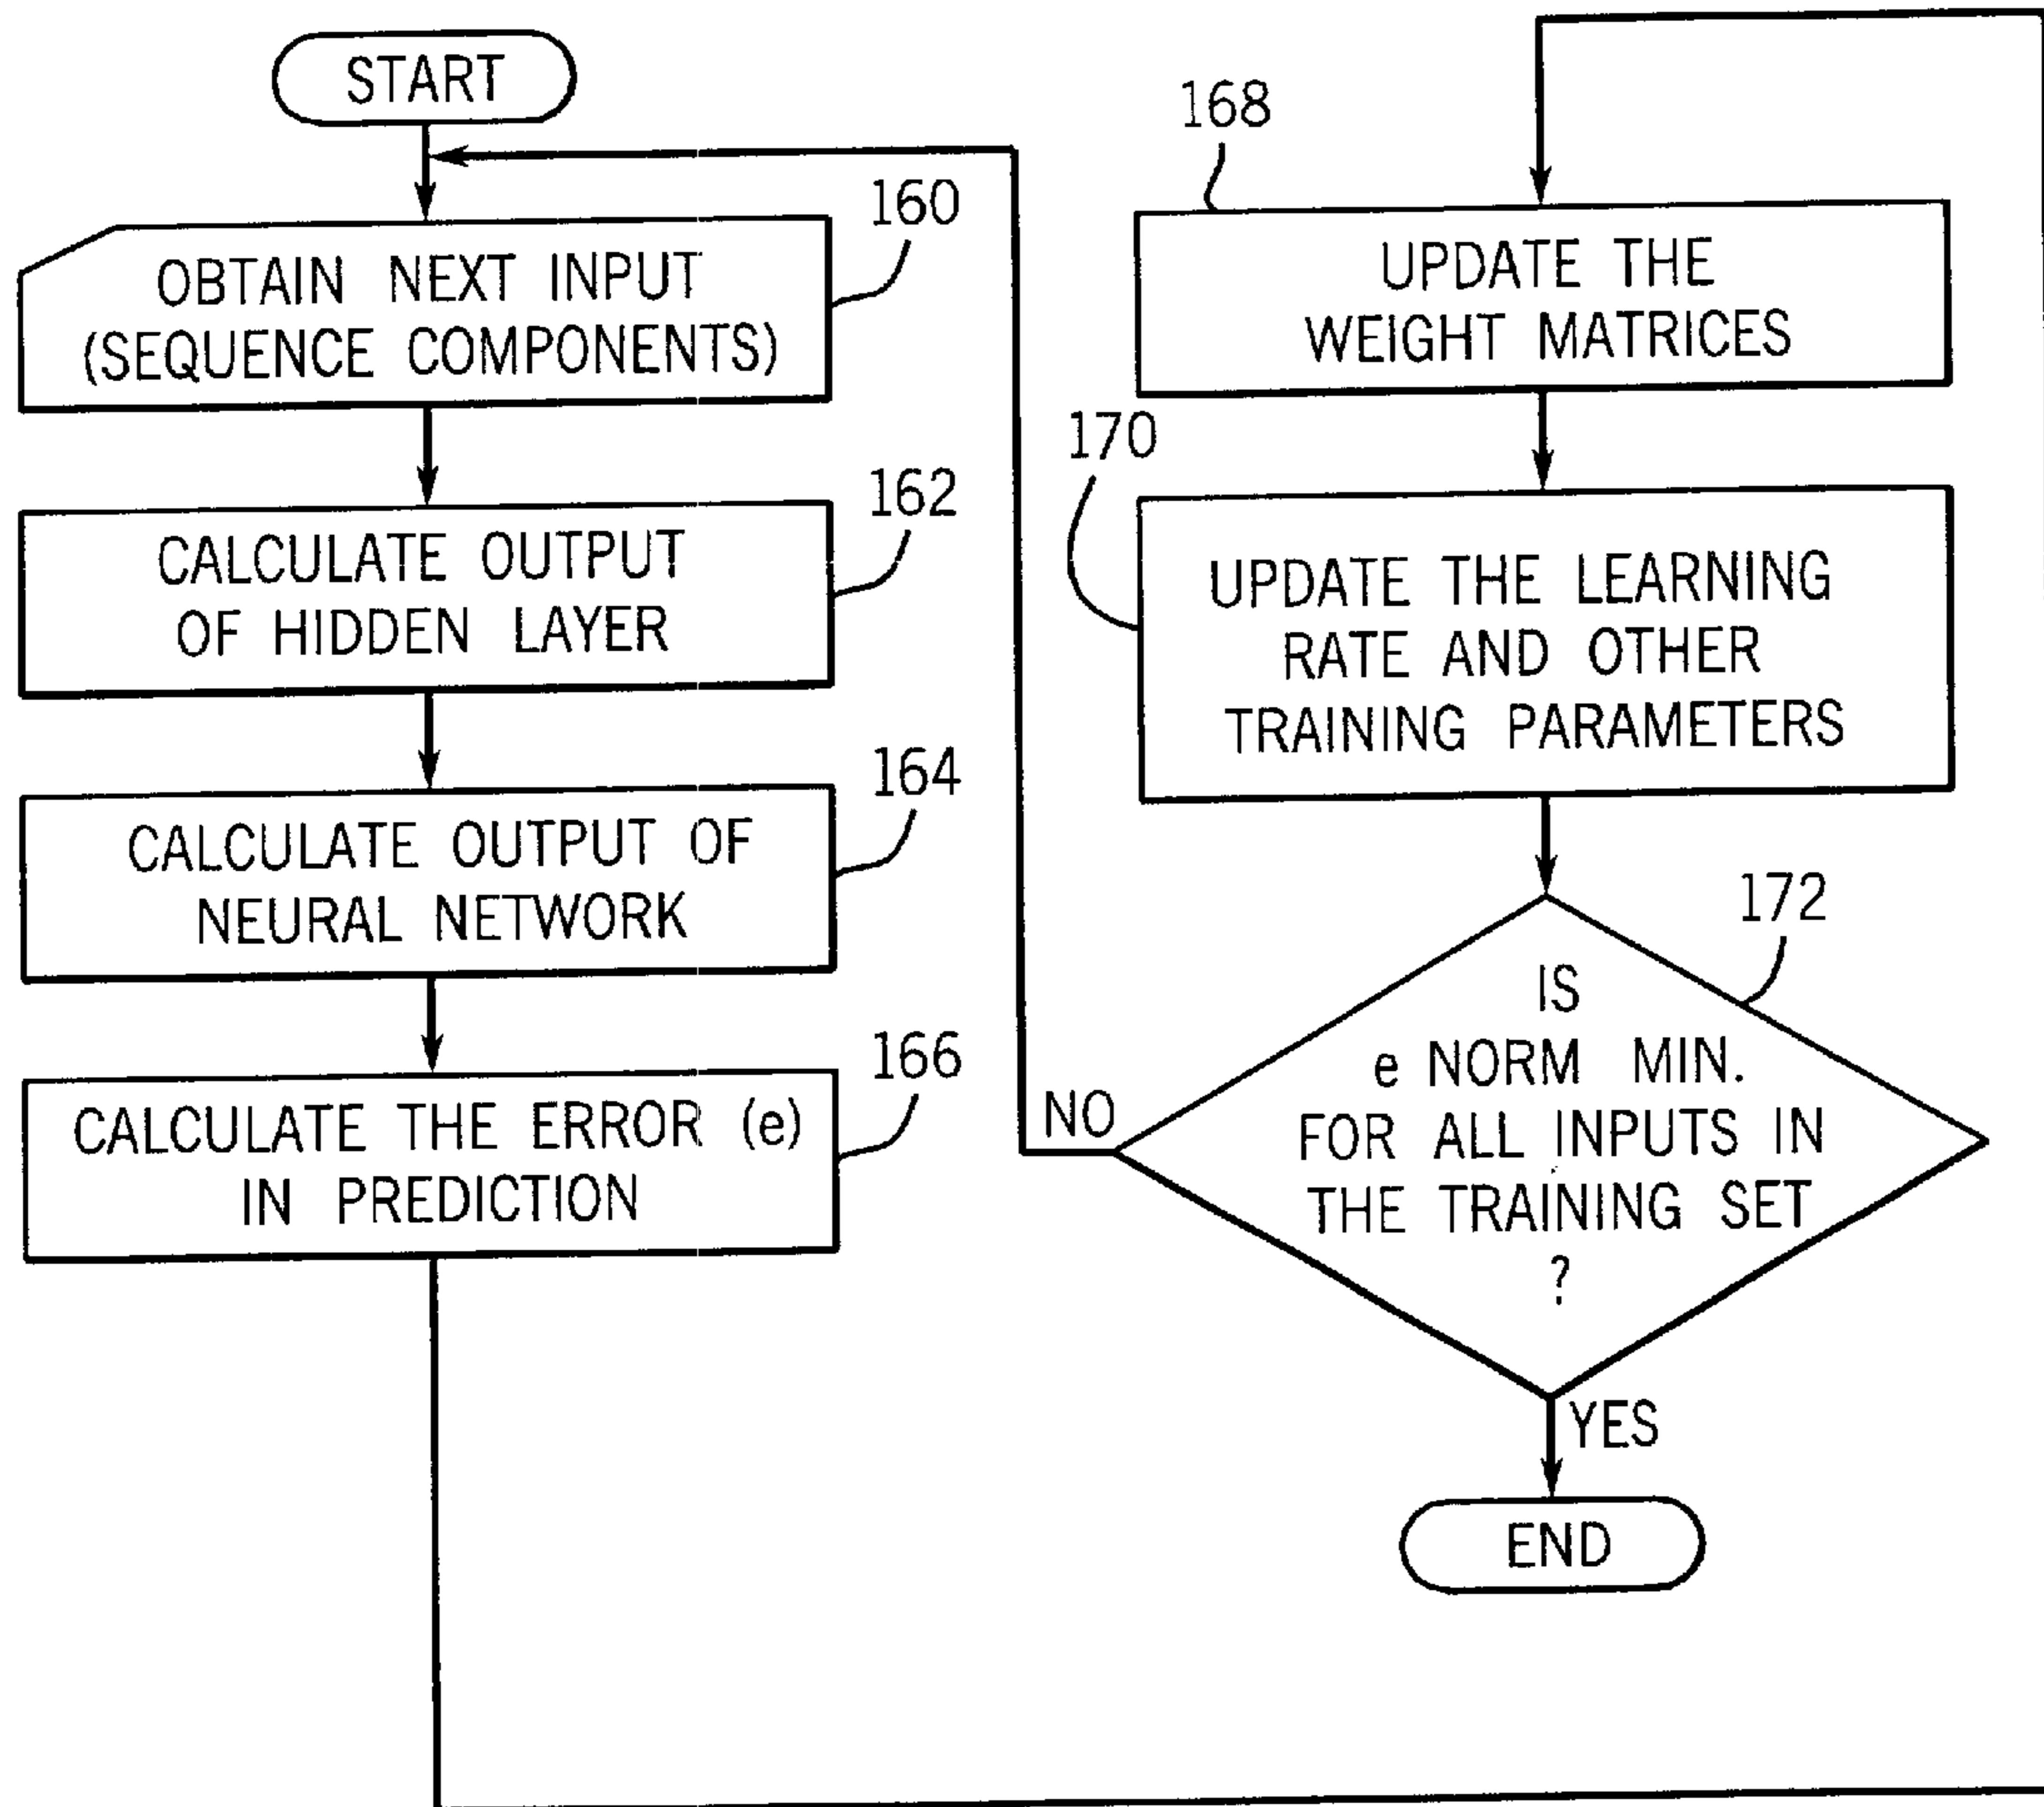 START
160
OBTAIN NEXT INPUT
(SEQUENCE COMPONENTS)
162
CALCULATE OUTPUT
OF HIDDEN LAYER
164
CALCULATE OUTPUT OF
NEURAL NETWORK
166
CALCULATE THE ERROR (e)
IN PREDICTION
168
UPDATE THE
WEIGHT MATRICES
170
UPDATE THE LEARNING
RATE AND OTHER
TRAINING PARAMETERS
172
IS
e NORM MIN.
FOR ALL INPUTS IN
THE TRAINING SET
?
NO
YES
END